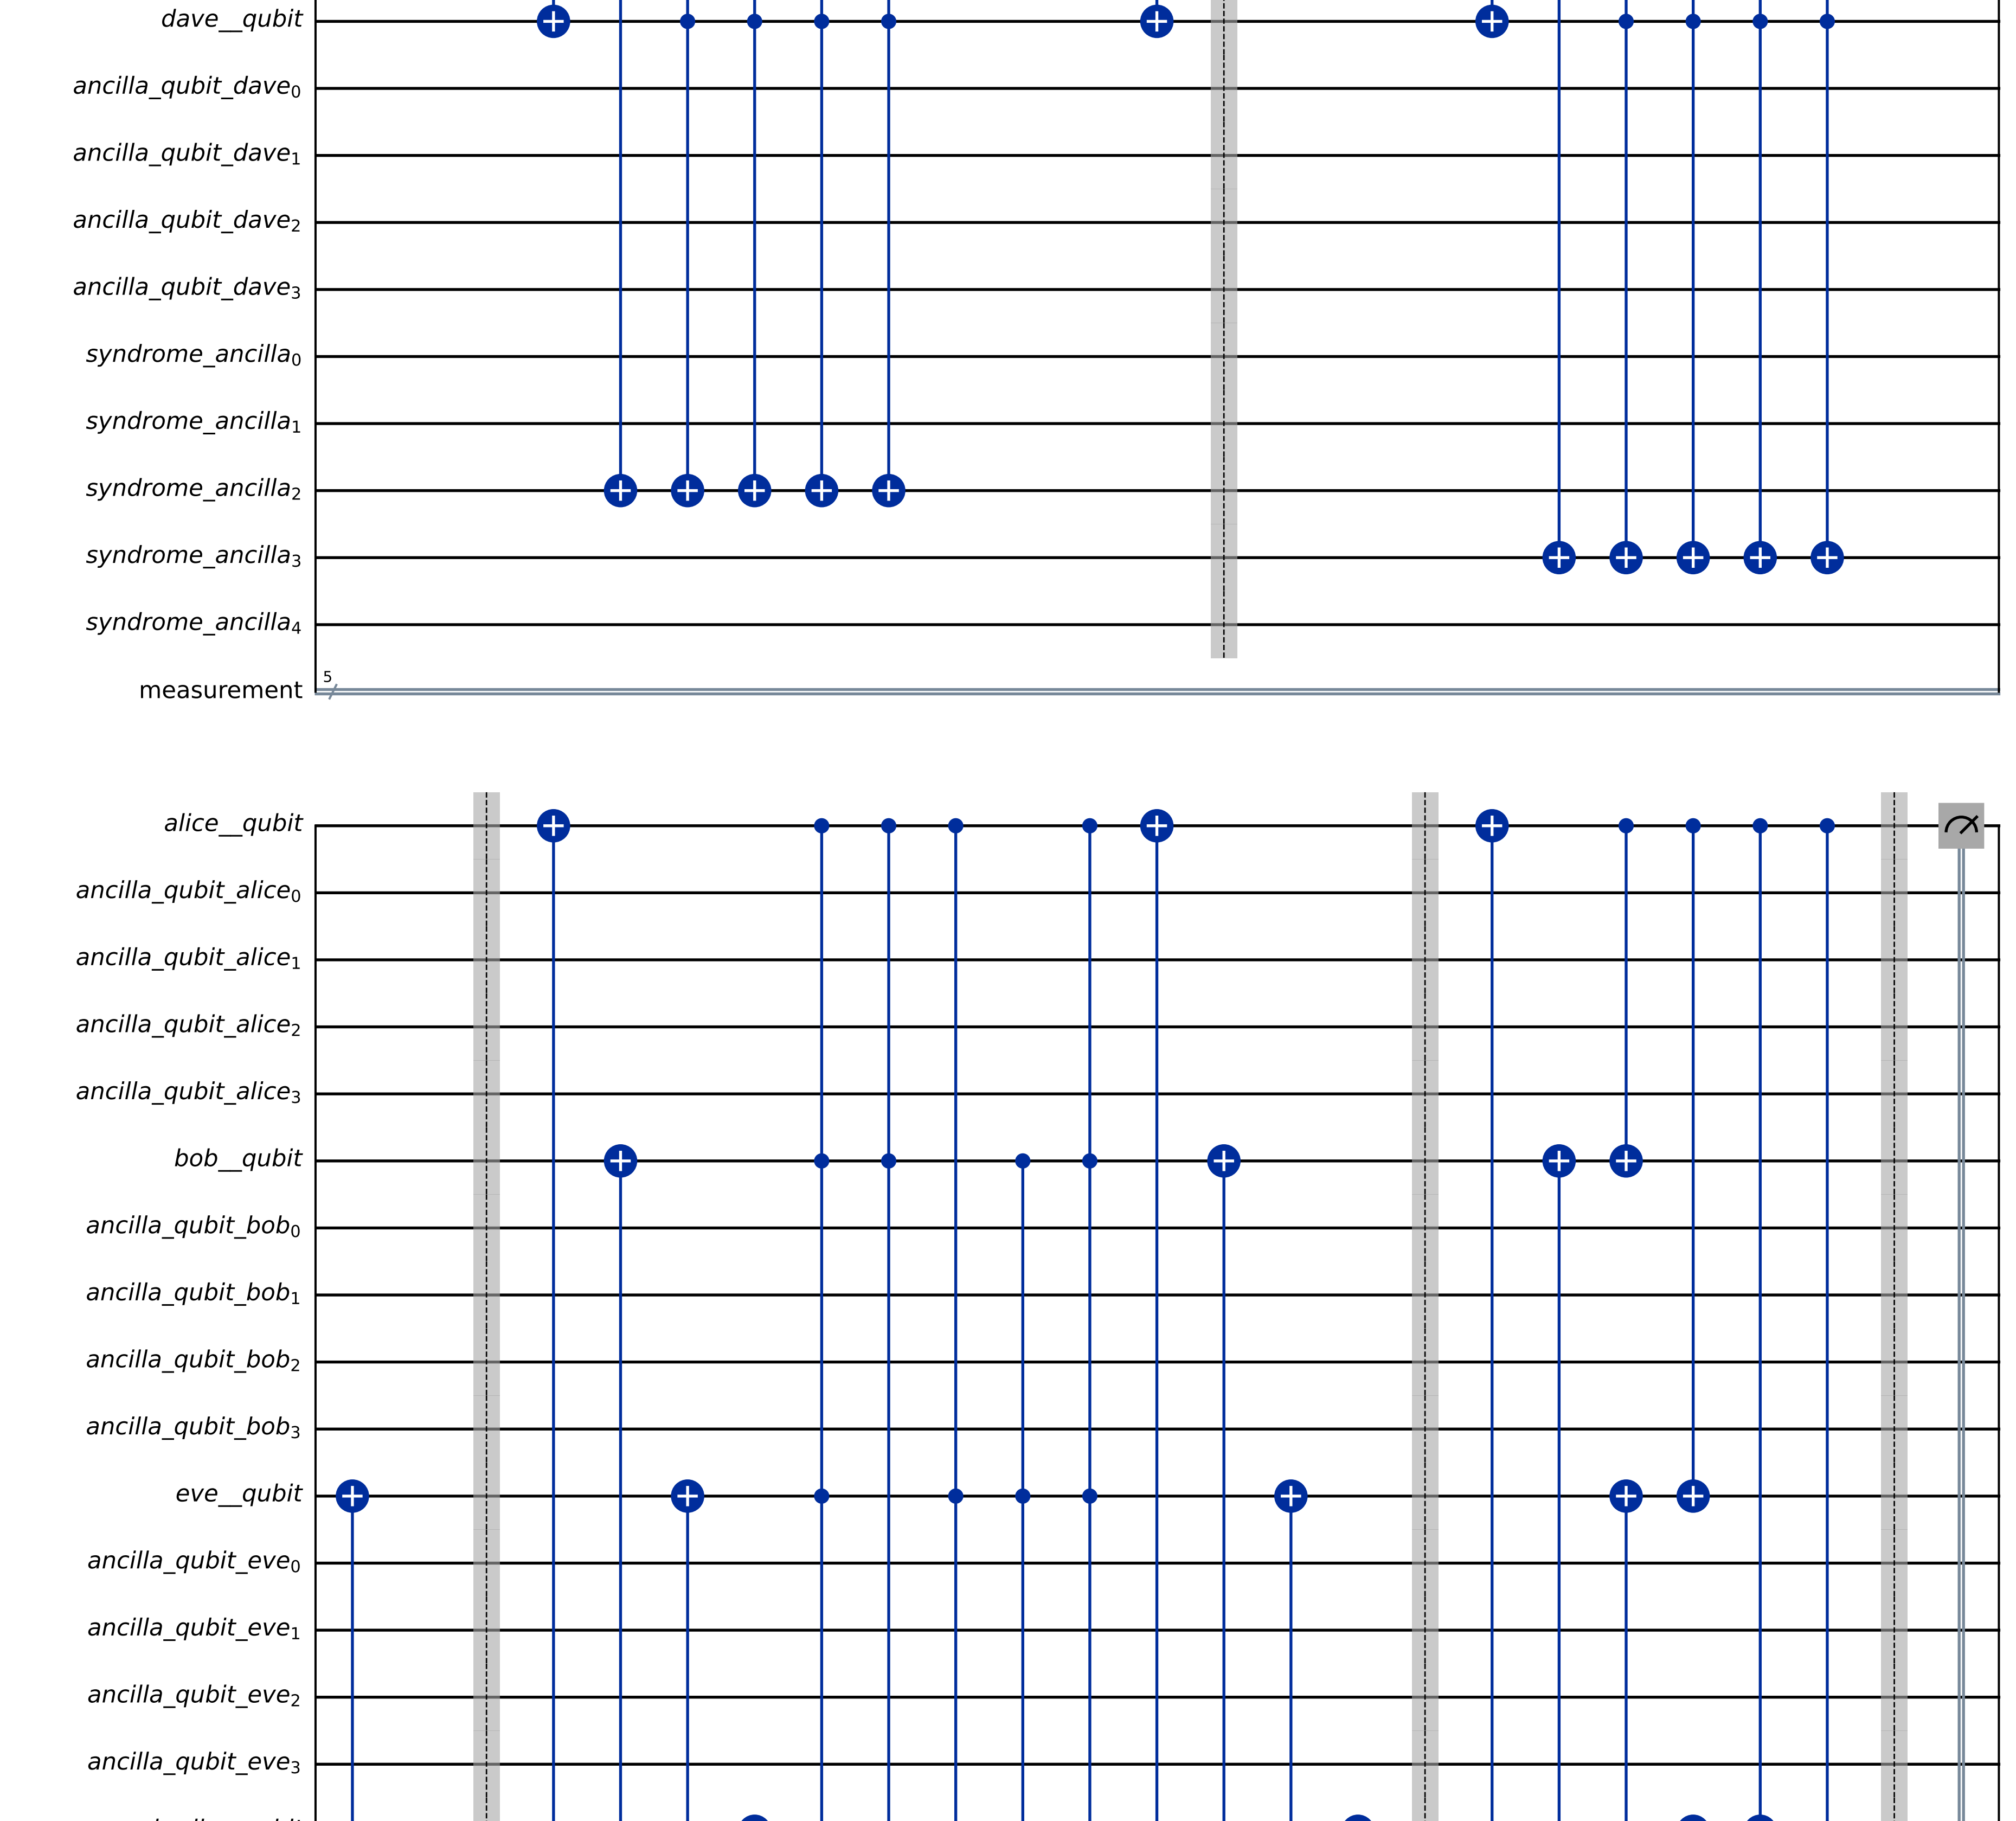 dave__qubit
ancilla_qubit_dave0
ancilla_qubit_dave1
ancilla_qubit_dave2
ancilla_qubit_dave3
syndrome_ancilla0
syndrome_ancilla1
syndrome_ancilla2
syndrome_ancilla3
syndrome_ancilla4
5
measurement
alice__qubit
ancilla_qubit_alice0
ancilla_qubit_alice1
ancilla_qubit_alice2
ancilla_qubit_alice3
bob__qubit
ancilla_qubit_bob0
ancilla_qubit_bob1
ancilla_qubit_bob2
ancilla_qubit_bob3
eve__qubit
ancilla_qubit_eve0
ancilla_qubit_eve1
ancilla_qubit_eve2
ancilla_qubit_eve3